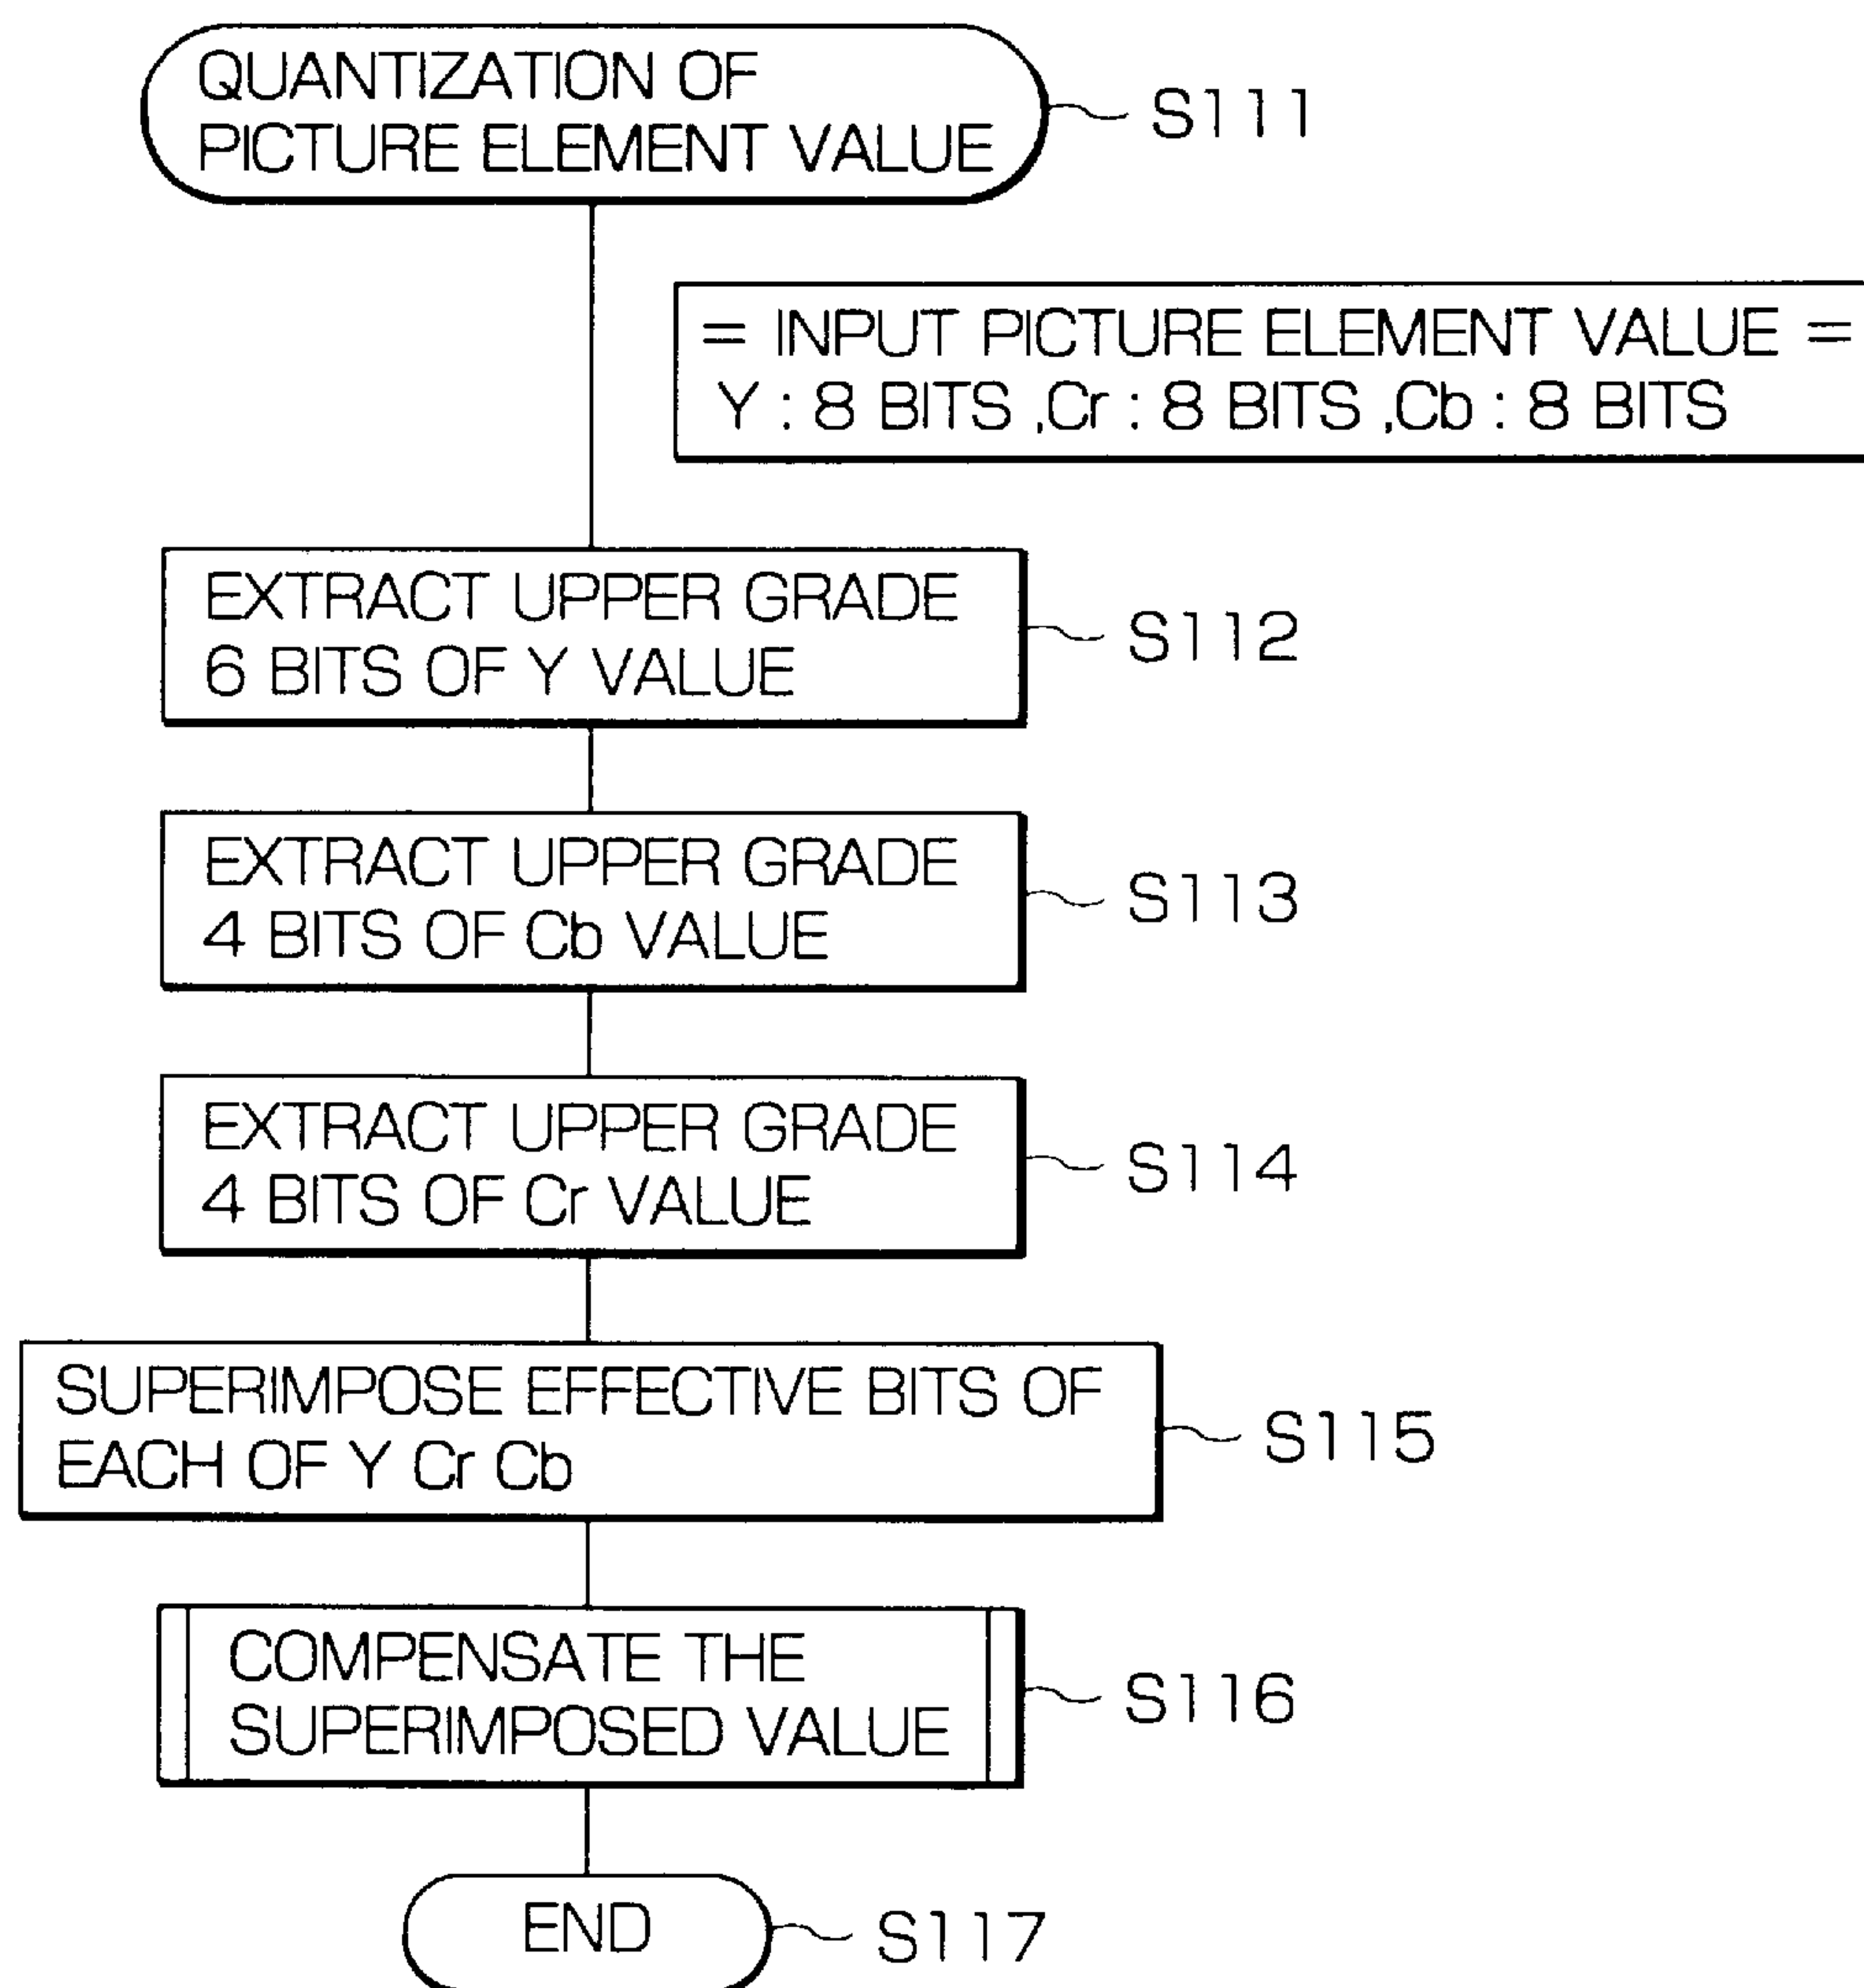 QUANTIZATION OF
PICTURE ELEMENT VALUE
S111
= INPUT PICTURE ELEMENT VALUE =
Y : 8 BITS ,Cr : 8 BITS ,Cb : 8 BITS
EXTRACT UPPER GRADE
6 BITS OF Y VALUE
S112
EXTRACT UPPER GRADE
4 BITS OF Cb VALUE
S113
EXTRACT UPPER GRADE
4 BITS OF Cr VALUE
S114
SUPERIMPOSE EFFECTIVE BITS OF
EACH OF Y Cr Cb
S115
COMPENSATE THE
SUPERIMPOSED VALUE
S116
END
S117